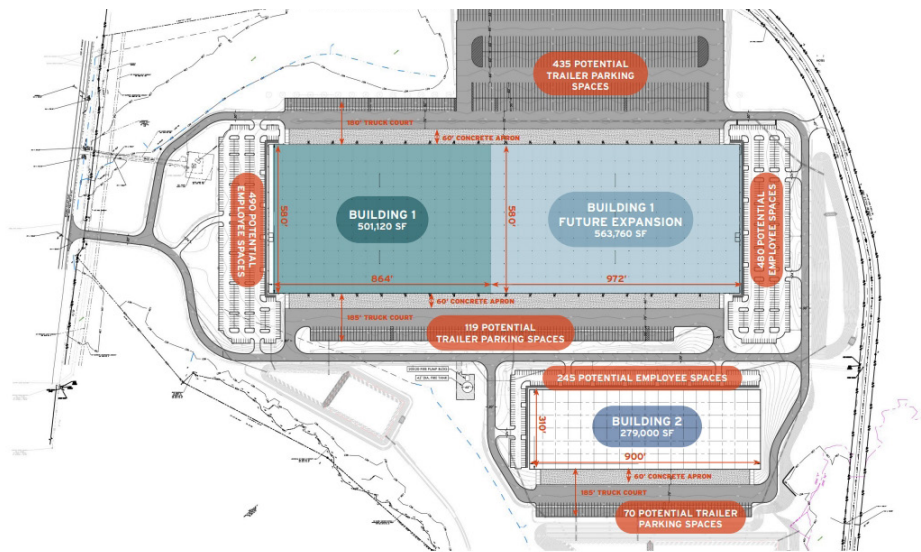 435 POTENTIAL
TRAILER PARKING
SPACES
180' TRUCK COURT
60' CONCRETE APRON
490 POTENTIAL
EMPLOYEE SPACES
580'
BUILDING 1
501,120 SF
580'
BUILDING 1
FUTURE EXPANSION
563,760 SF
480 POTENTIAL
EMPLOYEE SPACES
864'
972'
60' CONCRETE APRON
185' TRUCK COURT
119 POTENTIAL
TRAILER PARKING SPACES
245 POTENTIAL EMPLOYEE SPACES
310'
BUILDING 2
279,000 SF
900'
60' CONCRETE APRON
185' TRUCK COURT
70 POTENTIAL TRAILER
PARKING SPACES